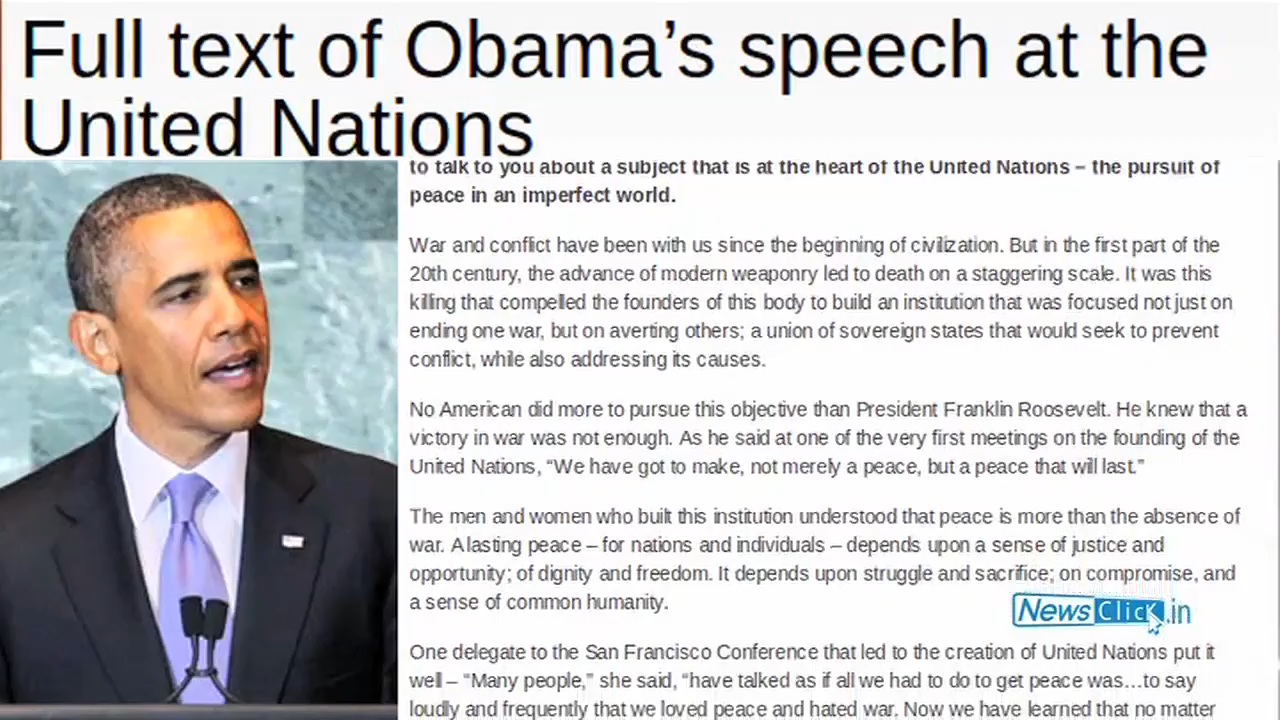 Full text of Obama’s speech at the
United Nations
to talk to you about a subject that is at the heart of the United Nations – the pursuit of
peace in an imperfect world.
War and conflict have been with us since the beginning of civilization. But in the first part of the
20th century, the advance of modern weaponry led to death on a staggering scale. It was this
killing that compelled the founders of this body to build an institution that was focused not just on
ending one war, but on averting others; a union of sovereign states that would seek to prevent
conflict, while also addressing its causes.
No American did more to pursue this objective than President Franklin Roosevelt. He knew that a
victory in war was not enough. As he said at one of the very first meetings on the founding of the
United Nations, “We have got to make, not merely a peace, but a peace that will last.”
The men and women who built this institution understood that peace is more than the absence of
war. A lasting peace – for nations and individuals – depends upon a sense of justice and
opportunity; of dignity and freedom. It depends upon struggle and sacrifice; on compromise, and
a sense of common humanity.
NewsClick.in
One delegate to the San Francisco Conference that led to the creation of United Nations put it
well – “Many people,” she said, “have talked as if all we had to do to get peace was…to say
loudly and frequently that we loved peace and hated war. Now we have learned that no matter